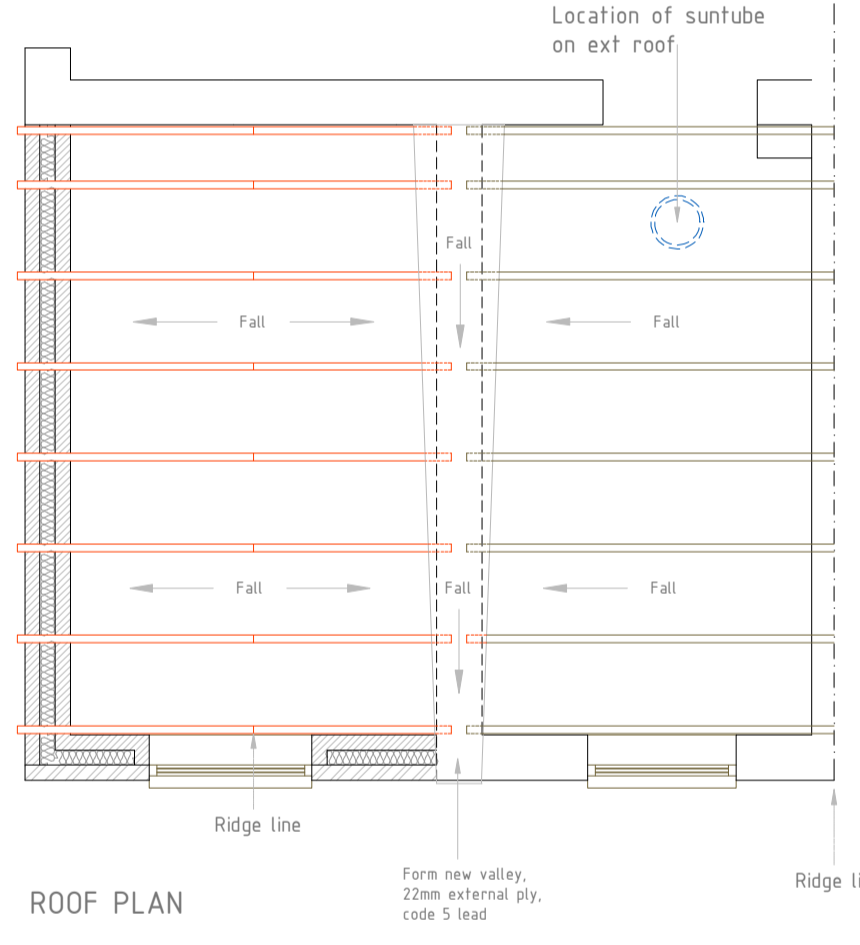 Location of suntube
on ext roof
Fall
Fall
Fall
Fall
Fall
Fall
Ridge line
Form new valley,
22mm external ply,
code 5 lead
Ridge li
ROOF PLAN